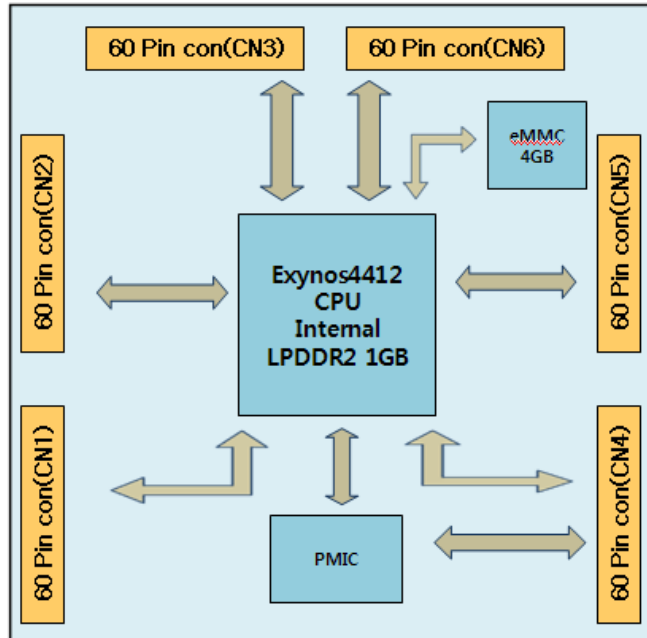 60 Pin con(CN3)
60 Pin con(CN6)
eMMC
4GB
60 Pin con(CN2)
60 Pin con(CN5)
Exynos4412
CPU
Internal
LPDDR2 1GB
60 Pin con(CN1)
60 Pin con(CN4)
PMIC